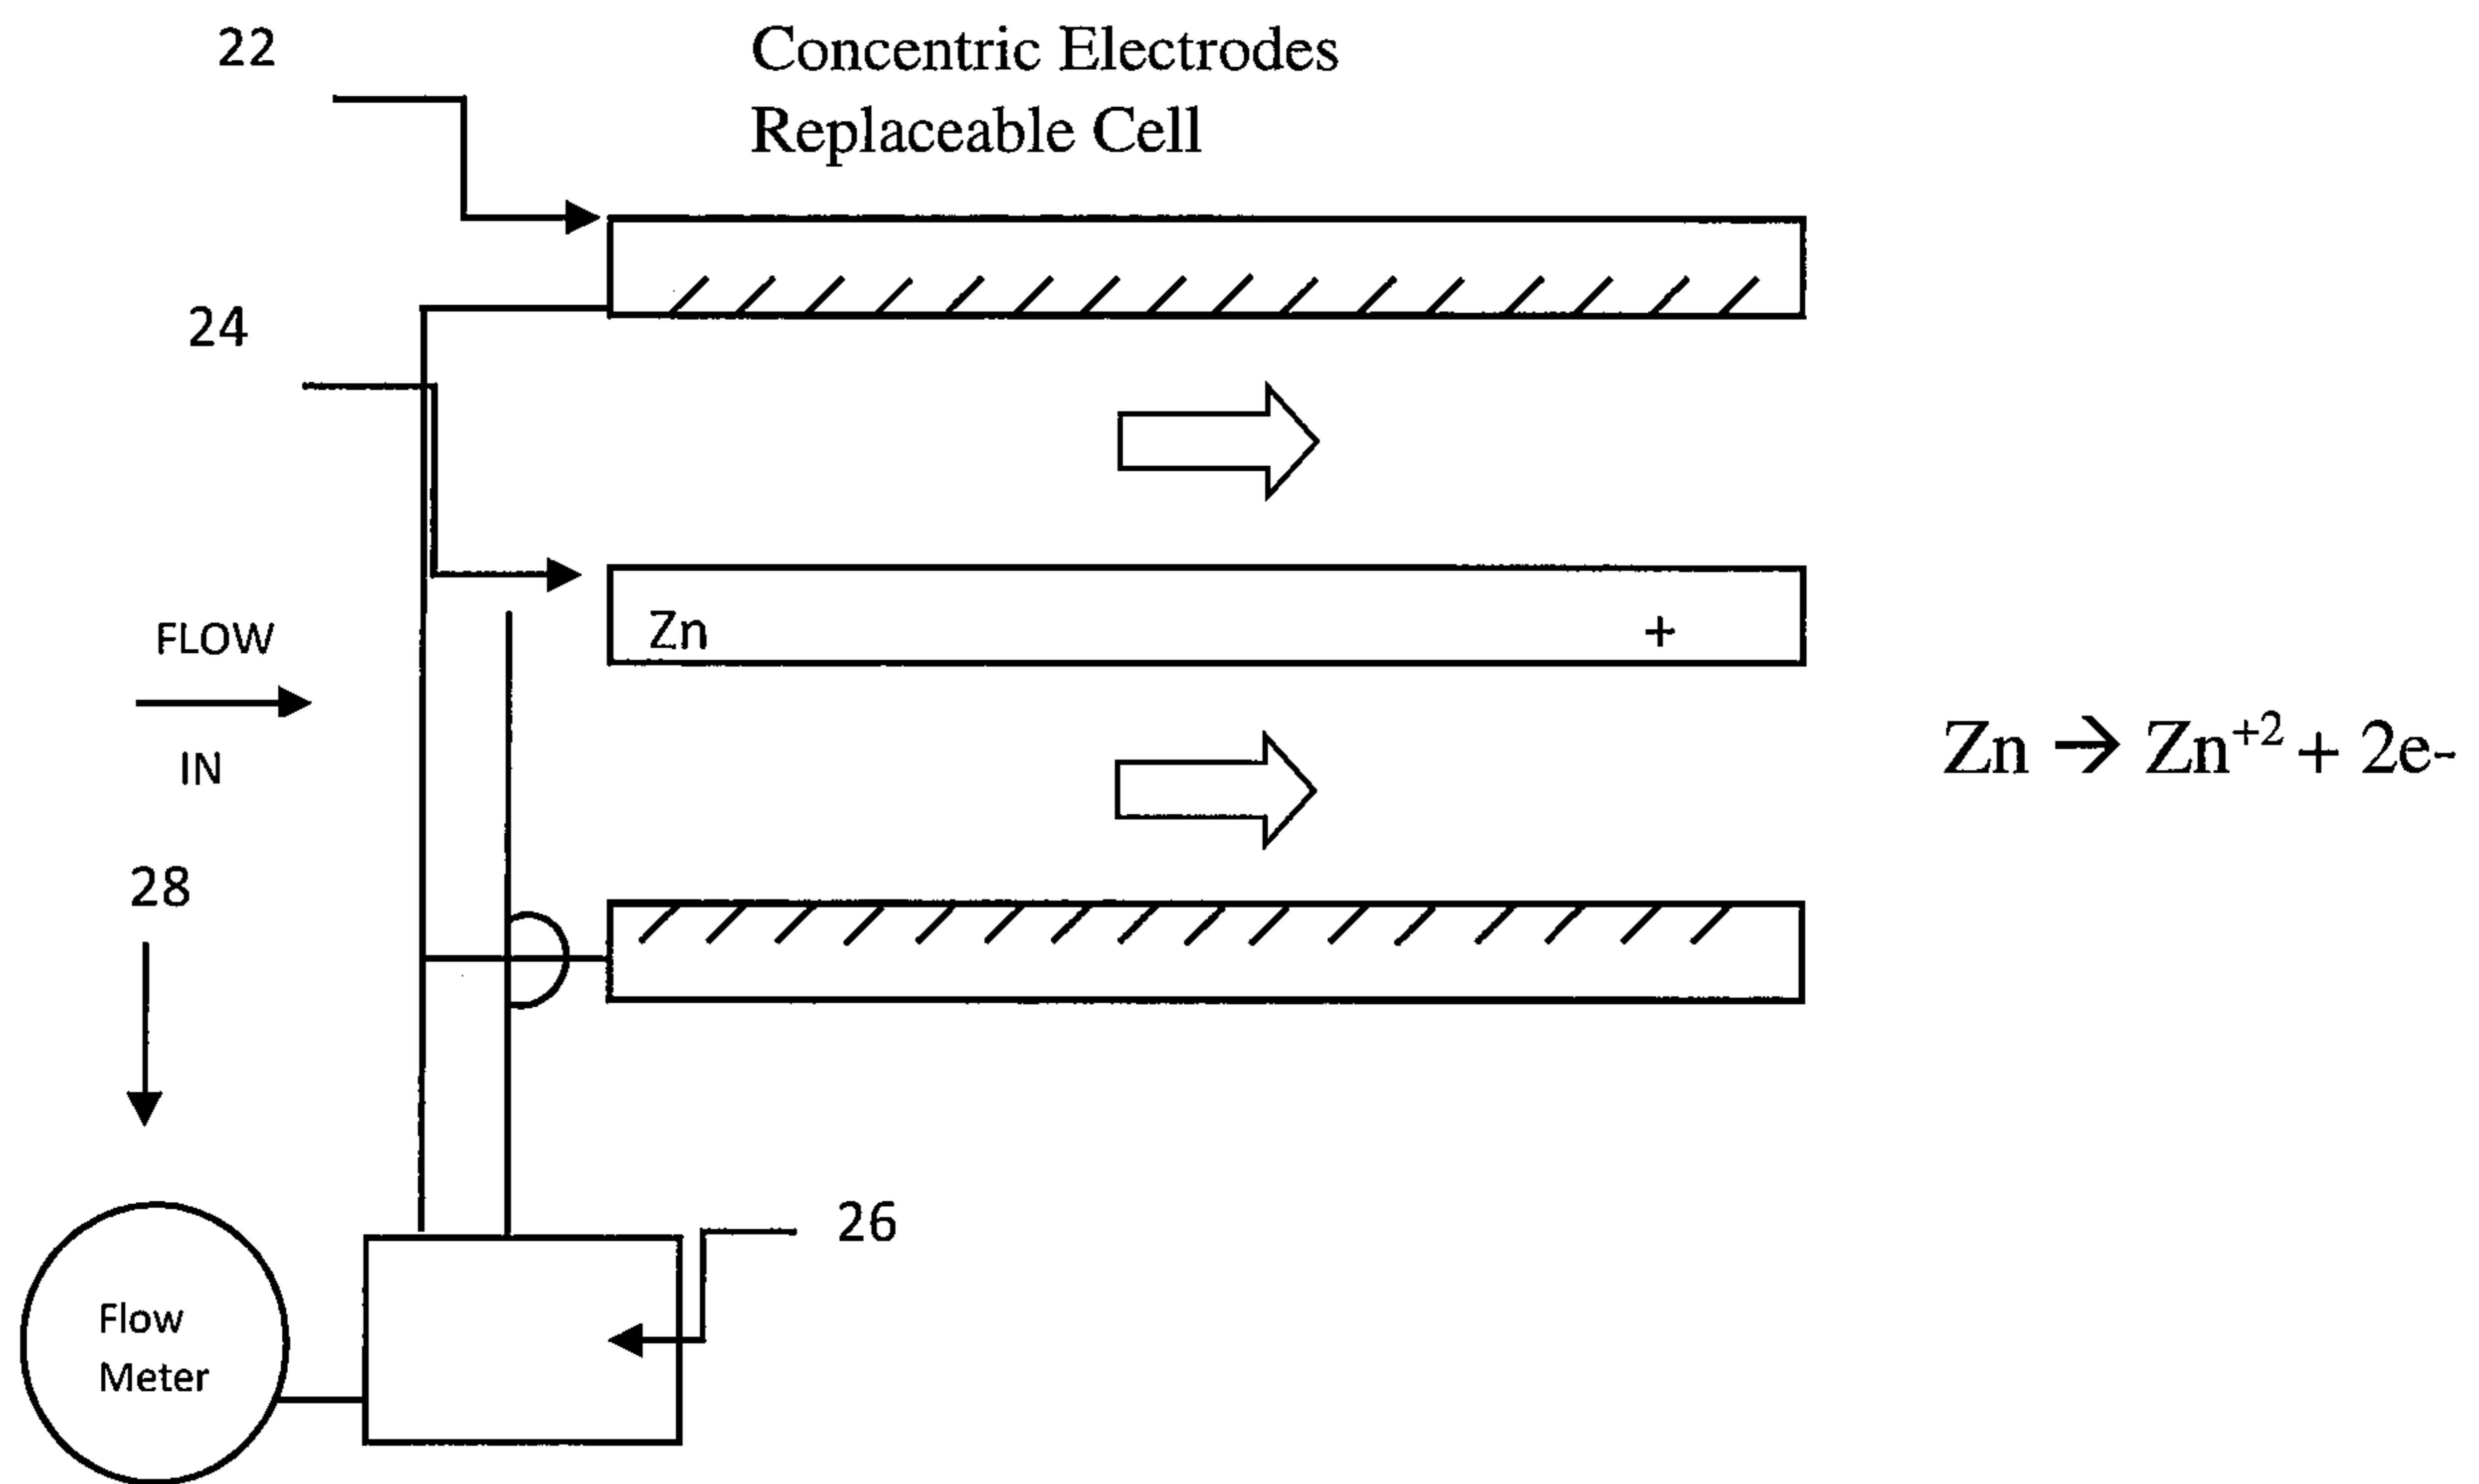 22
Concentric Electrodes
Replaceable Cell
24
Zn +
FLOW
IN
Zn → Zn⁺² + 2e-
28
26
Flow
Meter